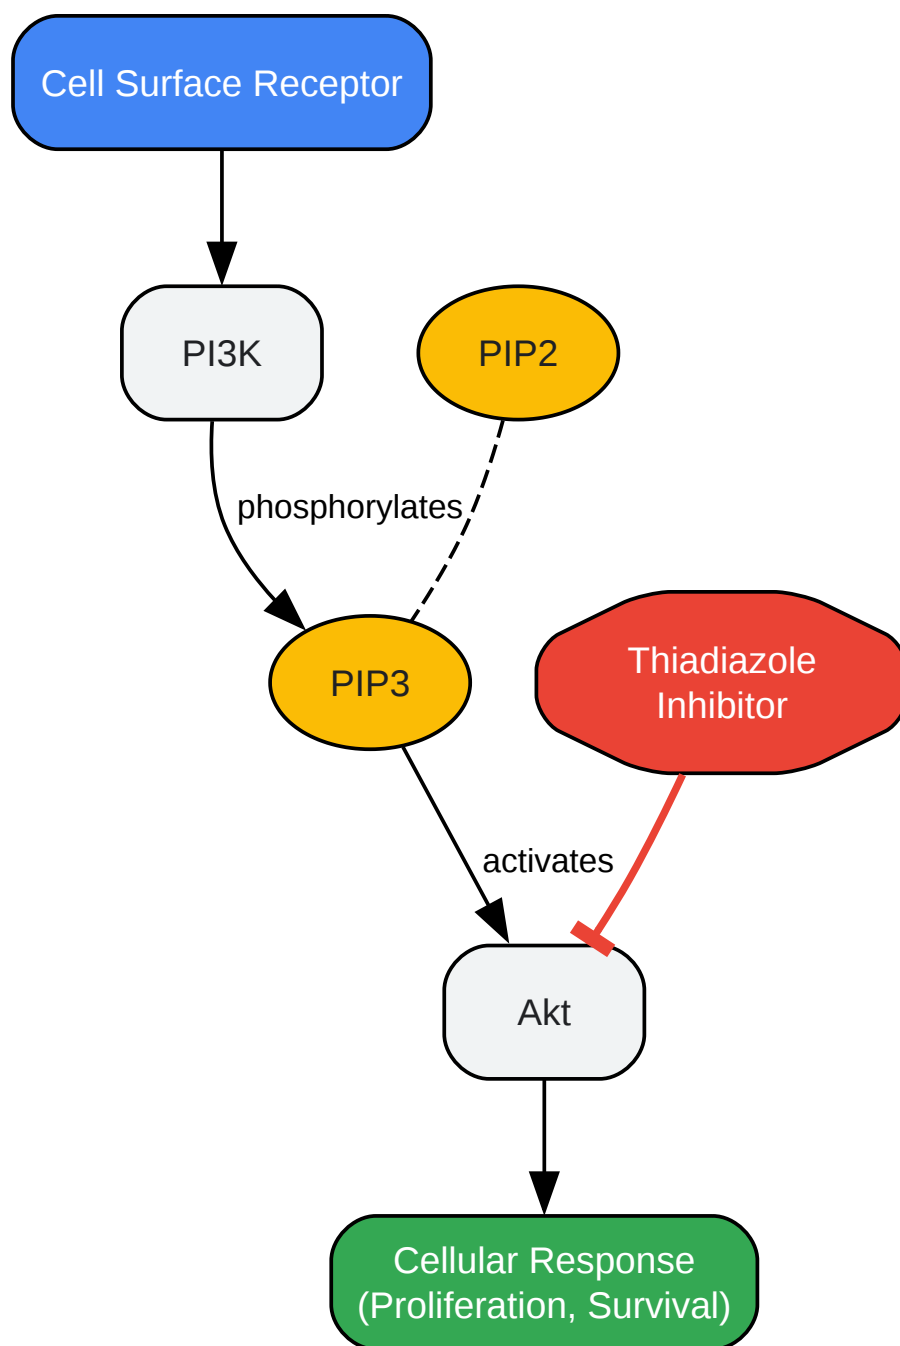 Cell Surface Receptor
PI3K
PIP2
phosphorylates
PIP3
Thiadiazole
Inhibitor
activates
Akt
Cellular Response
(Proliferation, Survival)